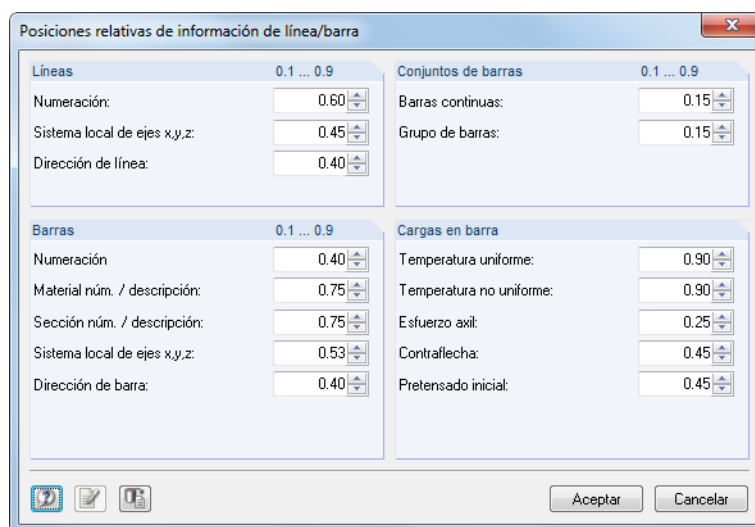 Posiciones relativas de información de línea/barra
Líneas 0.1 ... 0.9
Numeración: 0.60
Sistema local de ejes x,y,z: 0.45
Dirección de línea: 0.40
Conjuntos de barras 0.1 ... 0.9
Barras continuas: 0.15
Grupo de barras: 0.15
Barras 0.1 ... 0.9
Numeración 0.40
Material núm. / descripción: 0.75
Sección núm. / descripción: 0.75
Sistema local de ejes x,y,z: 0.53
Dirección de barra: 0.40
Cargas en barra
Temperatura uniforme: 0.90
Temperatura no uniforme: 0.90
Esfuerzo axil: 0.25
Contraflecha: 0.45
Pretensado inicial: 0.45
Aceptar Cancelar